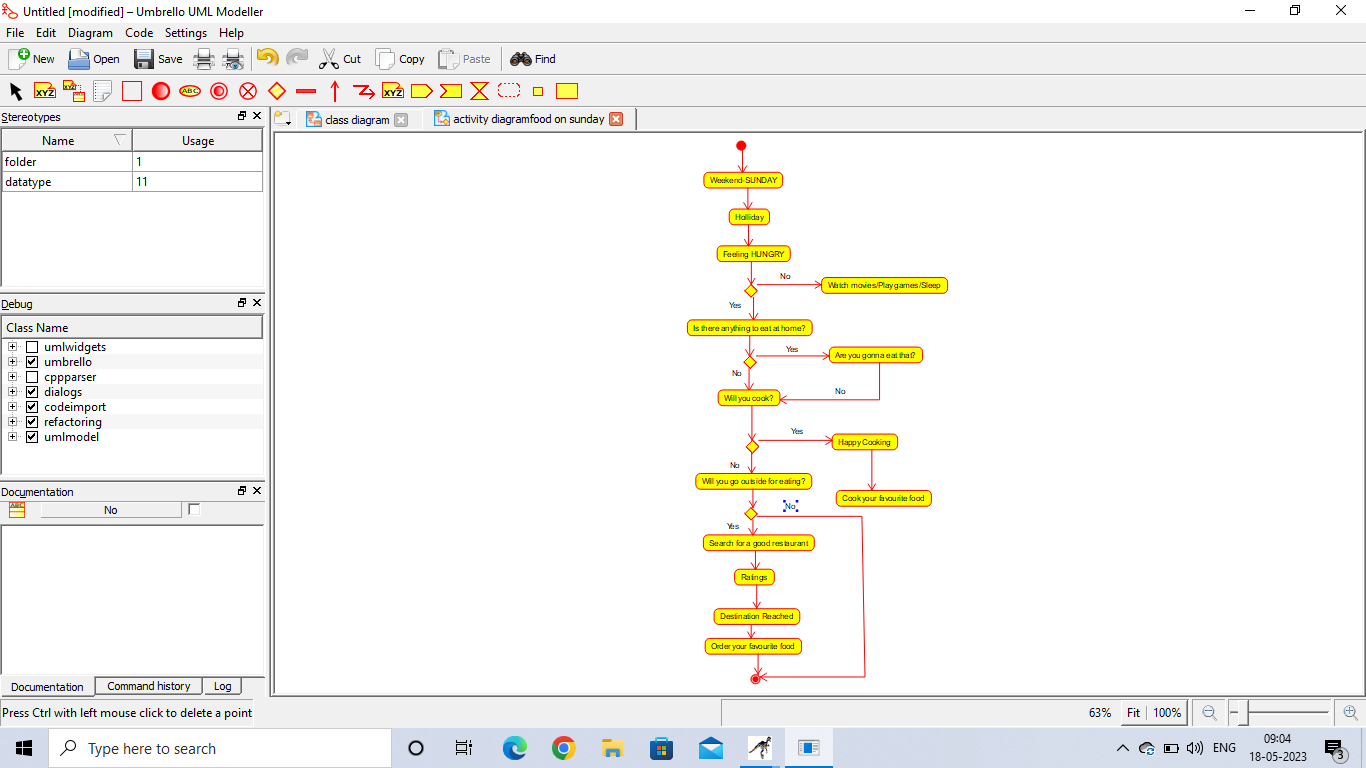 Untitled [modified] – Umbrello UML Modeller
File Edit Diagram Code Settings Help
New Open Save Cut Copy Paste Find
XYZ XYZ ABC XYZ
Stereotypes
Name Usage
folder 1
datatype 11
Debug
Class Name
umlwidgets
umbrello
cppparser
dialogs
codeimport
refactoring
umlmodel
Documentation
ABC No
Documentation Command history Log
class diagram activity diagramfood on sunday
Weekend-SUNDAY
Holliday
Feeling HUNGRY
No
Watch movies/Play games/Sleep
Yes
Is there anything to eat at home?
Yes
Are you gonna eat that?
No
No
Will you cook?
Yes
Happy Cooking
No
Will you go outside for eating?
Cook your favourite food
No
Yes
Search for a good restaurant
Ratings
Destination Reached
Order your favourite food
Press Ctrl with left mouse click to delete a point
63% Fit 100%
Type here to search
ENG
09:04
18-05-2023
3